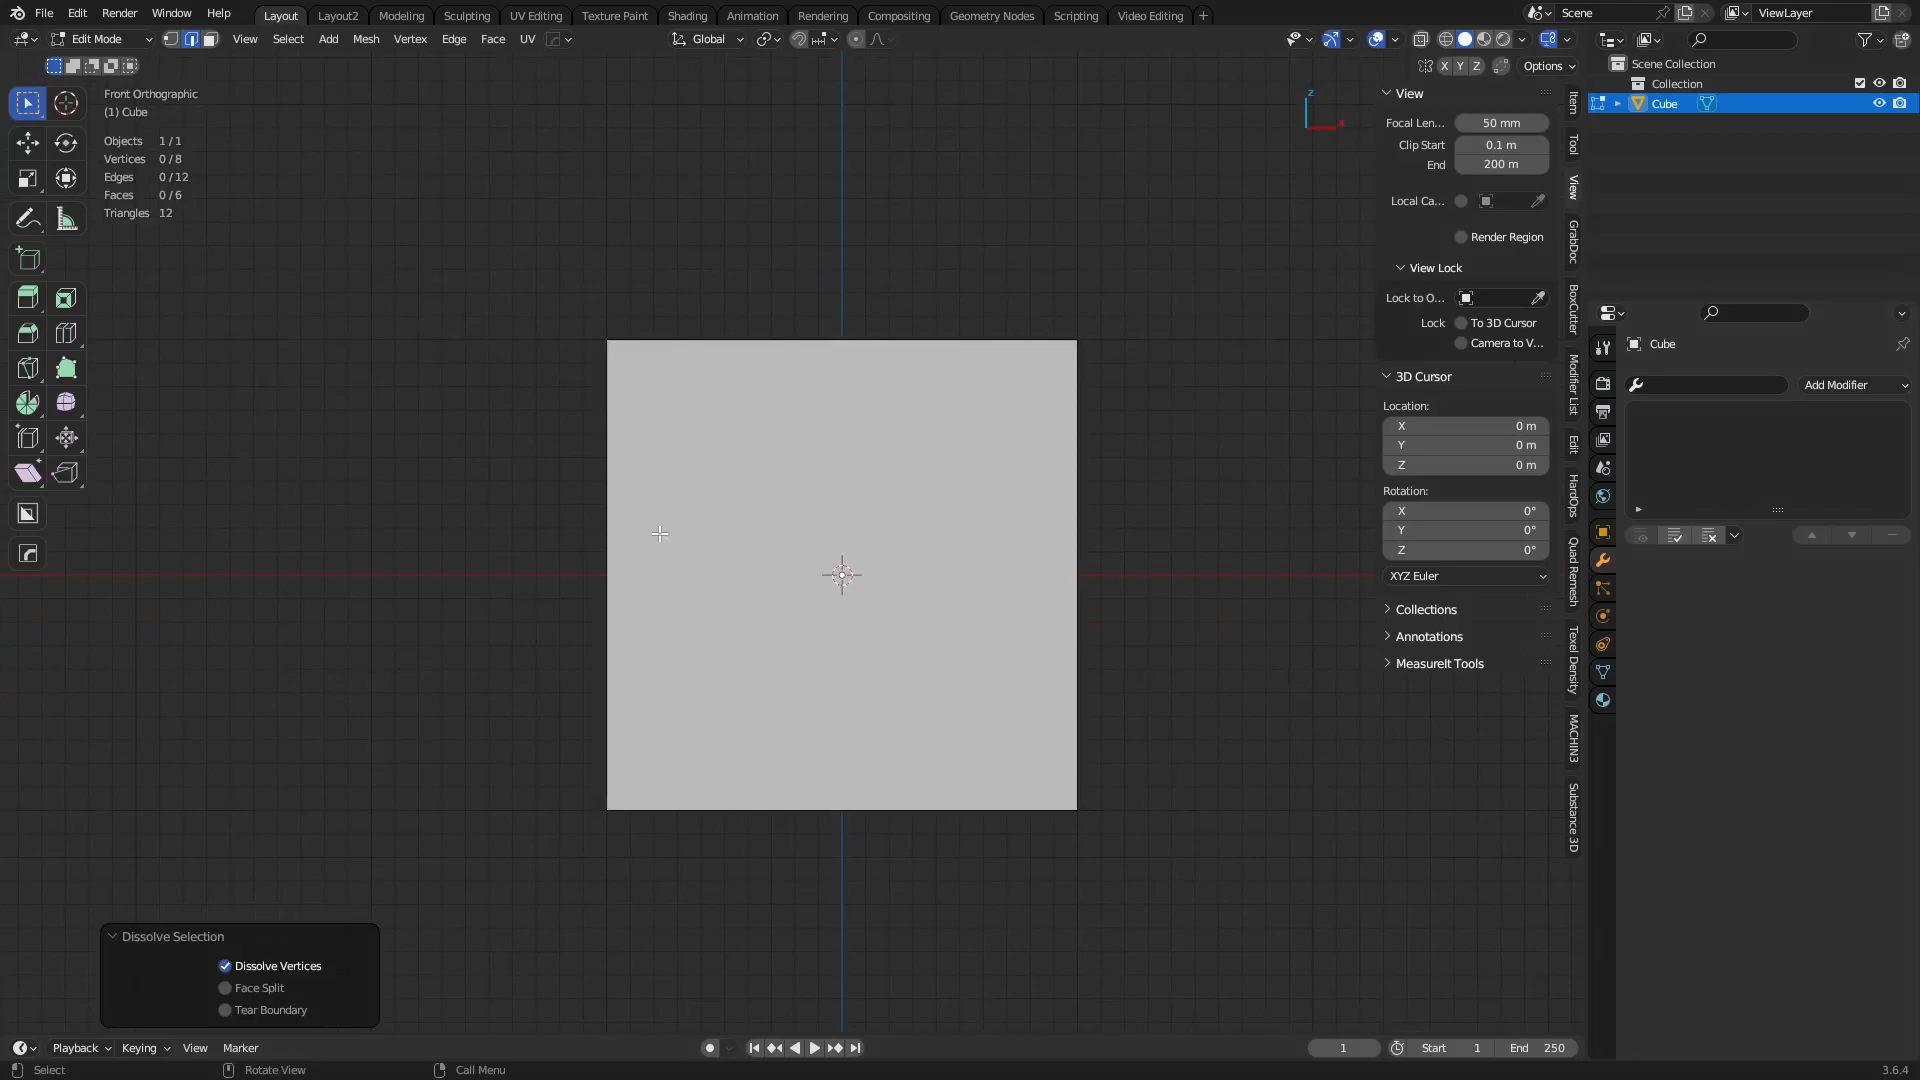 File Edit Render Window Help Layout Layout2 Modeling Sculpting UV Editing Texture Paint Shading Animation Rendering Compositing Geometry Nodes Scripting Video Editing + Scene ViewLayer
Edit Mode View Select Add Mesh Vertex Edge Face UV Global
X Y Z Options
Scene Collection
Collection
Cube
Front Orthographic
(1) Cube
Objects 1 / 1
Vertices 0 / 8
Edges 0 / 12
Faces 0 / 6
Triangles 12
z
x
View
Focal Len... 50 mm
Clip Start 0.1 m
End 200 m
Local Ca...
Render Region
View Lock
Lock to O...
Lock To 3D Cursor
Camera to V...
3D Cursor
Location:
X 0 m
Y 0 m
Z 0 m
Rotation:
X 0°
Y 0°
Z 0°
XYZ Euler
Collections
Annotations
MeasureIt Tools
Item
Tool
View
GrabDoc
BoxCutter
Modifier List
Edit
HardOps
Quad Remesh
Texel Density
MACHIN3
Substance 3D
Cube
Add Modifier
Dissolve Selection
Dissolve Vertices
Face Split
Tear Boundary
Playback Keying View Marker 1 Start 1 End 250
Select Rotate View Call Menu 3.6.4